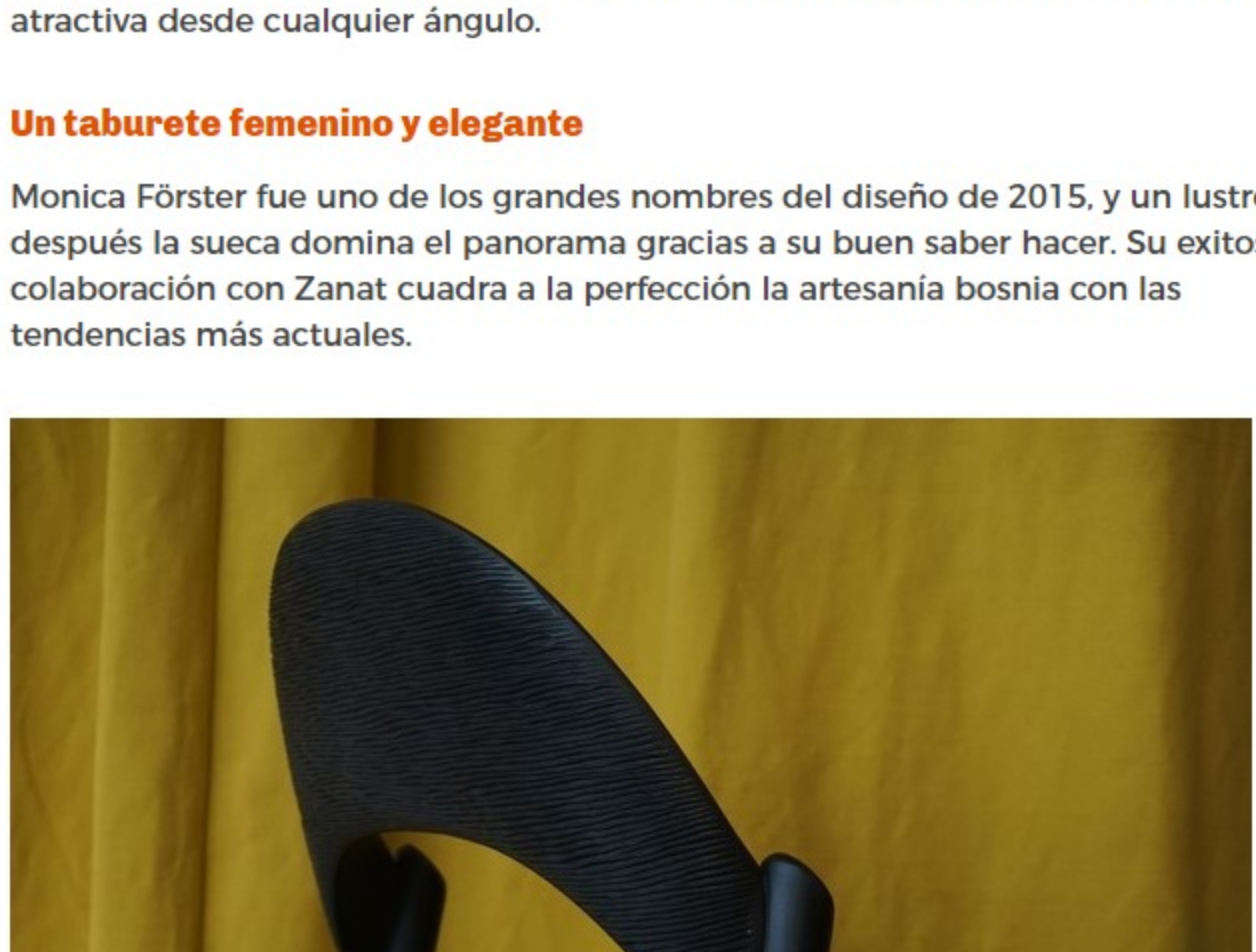 atractiva desde cualquier ángulo.
Un taburete femenino y elegante
Monica Förster fue uno de los grandes nombres del diseño de 2015, y un lustr
después la sueca domina el panorama gracias a su buen saber hacer. Su exitos
colaboración con Zanat cuadra a la perfección la artesanía bosnia con las
tendencias más actuales.